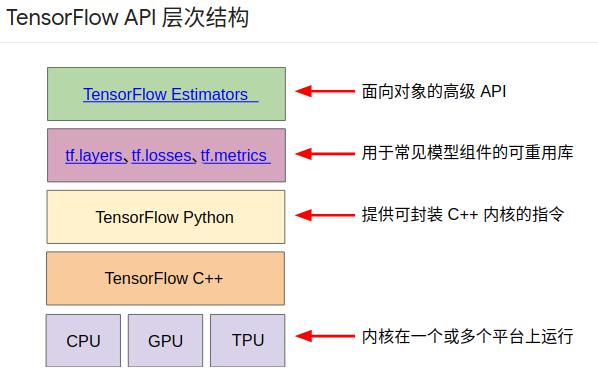 TensorFlow API 层次结构
TensorFlow Estimators
面向对象的高级 API
tf.layers、tf.losses、tf.metrics
用于常见模型组件的可重用库
TensorFlow Python
提供可封装 C++ 内核的指令
TensorFlow C++
CPU GPU TPU
内核在一个或多个平台上运行